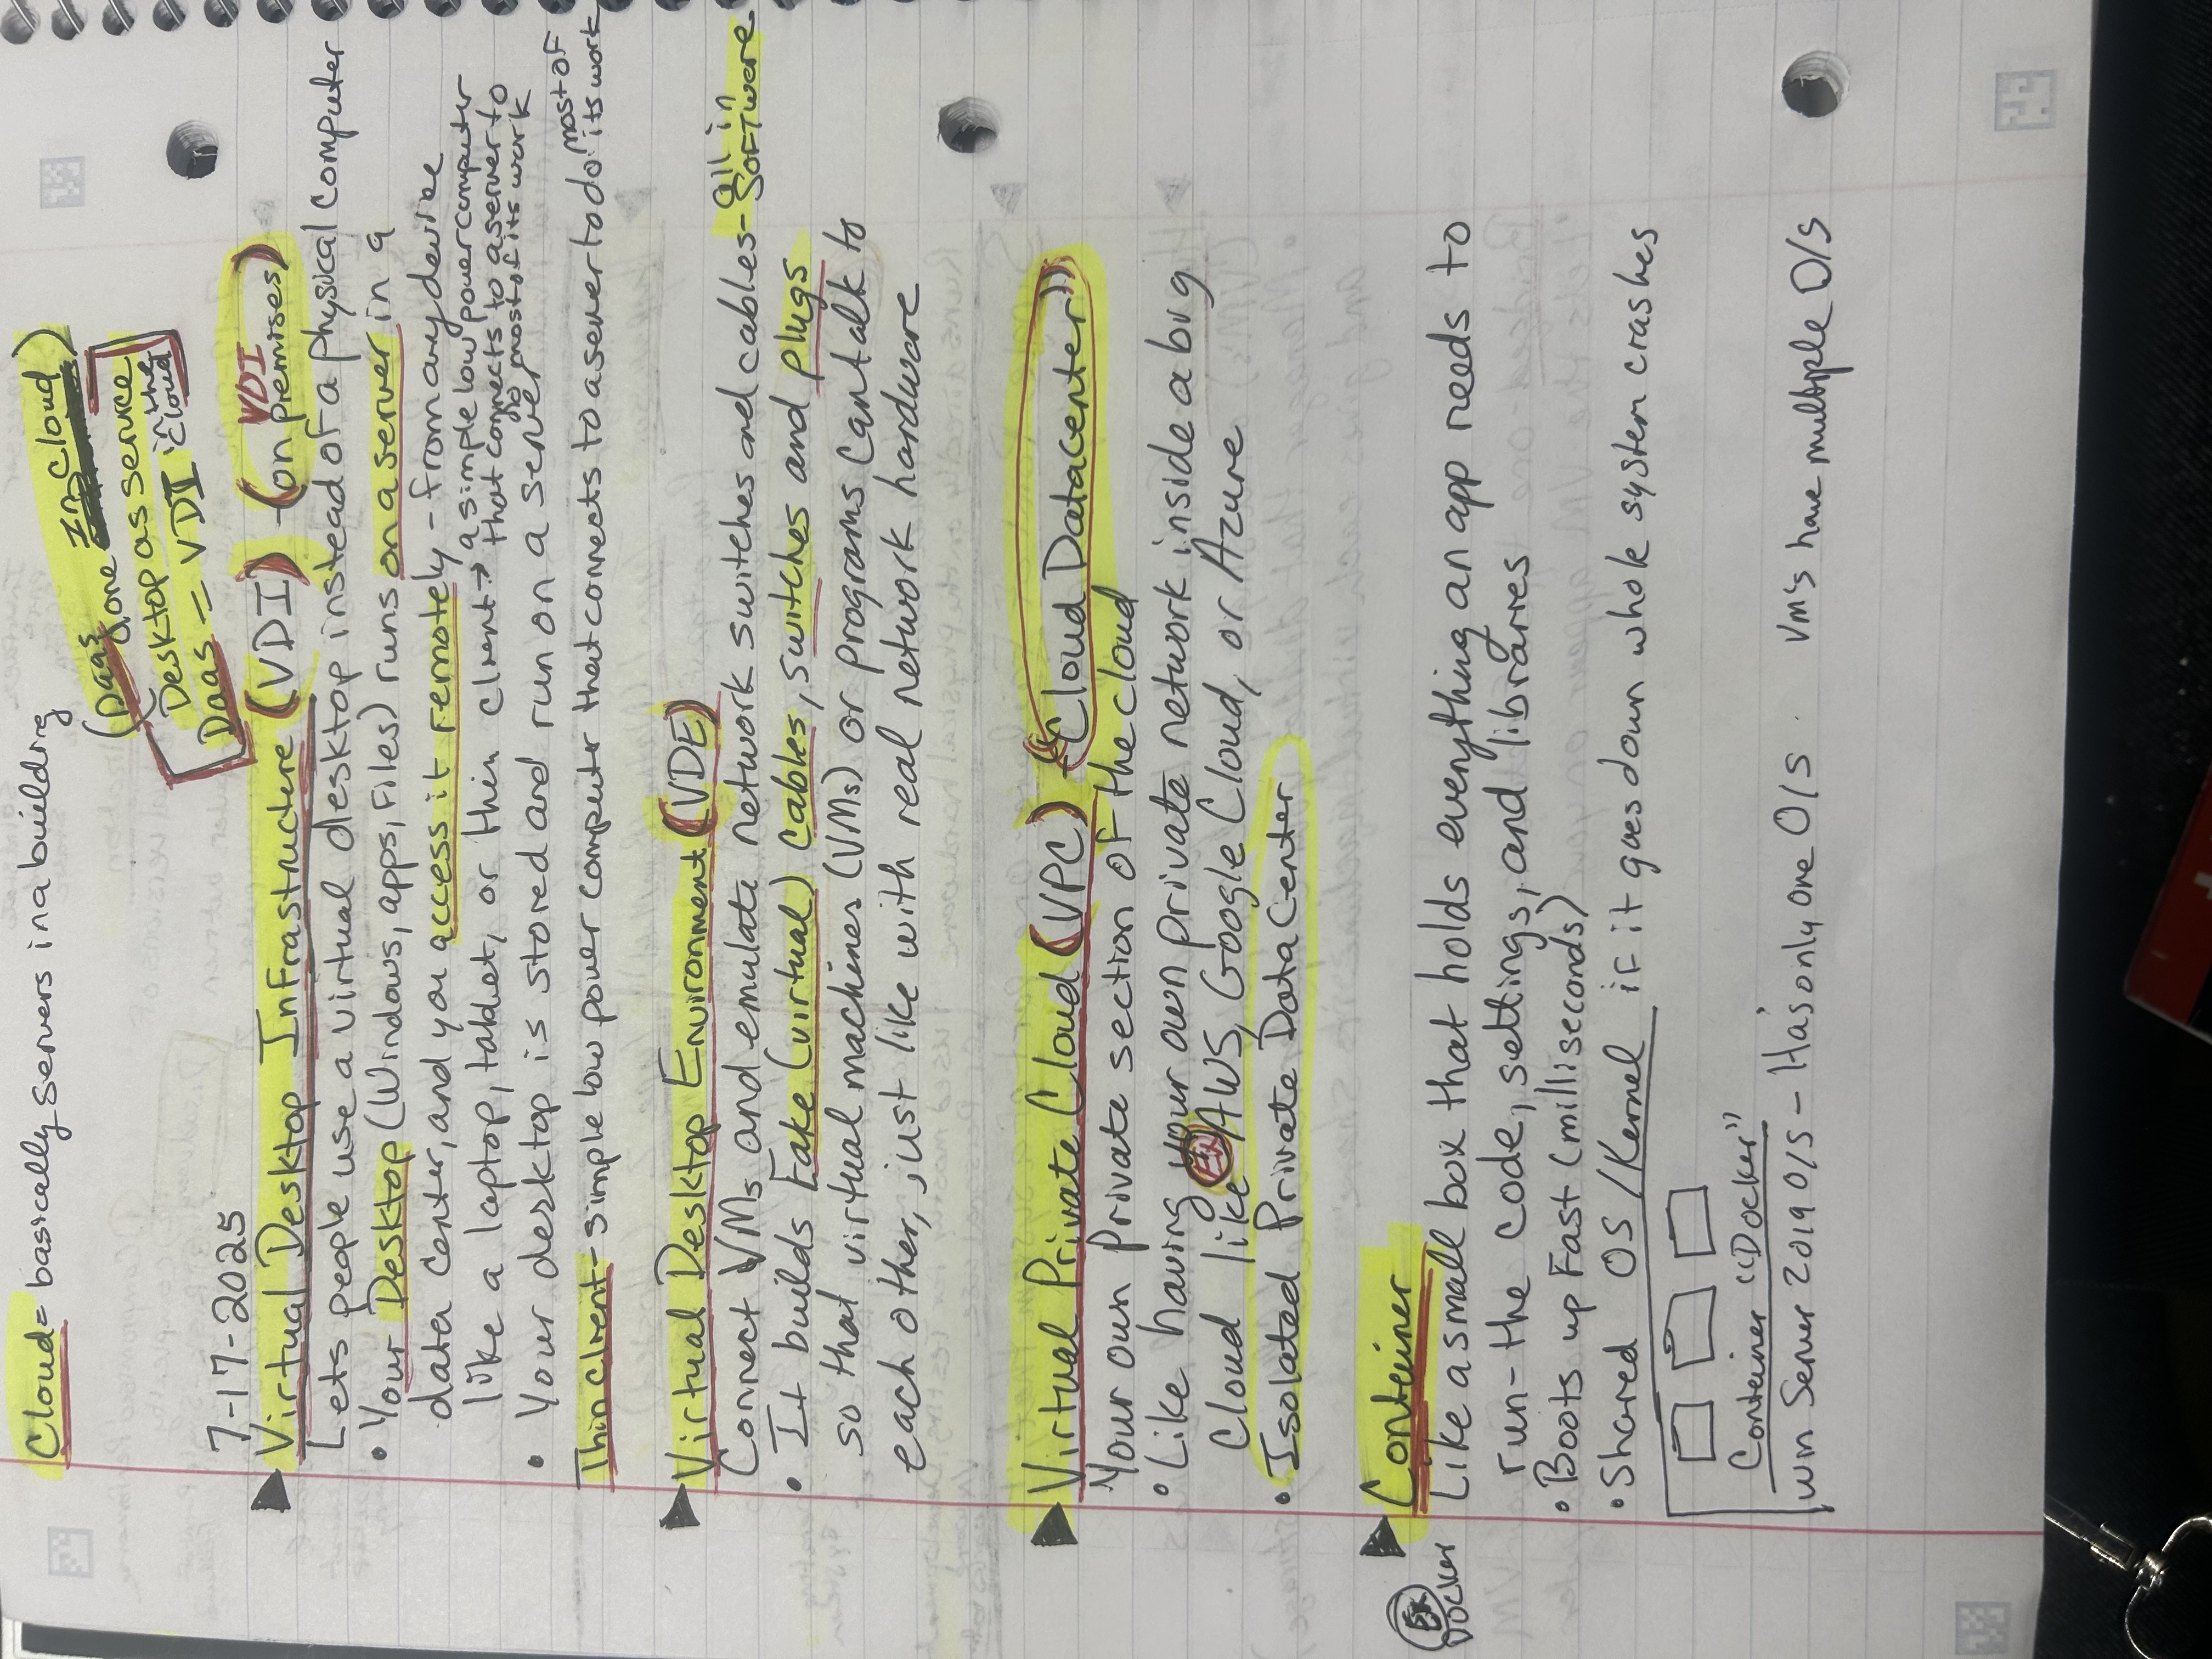 Cloud= basically servers in a building
(Daas done In Cloud)
Desktop as service
Daas = VDI in the Cloud
7-17-2025
Virtual Desktop Infrastructure (VDI) - (VDI on premises)
Lets people use a virtual desktop instead of a physical computer
• Your Desktop (Windows, apps, Files) runs on a server in a
data center, and you access it remotely - from any device
like a laptop, tablet, or thin client → a simple low power computer
that connects to a server to
do most of its work
• Your desktop is stored and run on a server
Thin client - simple low power computer that connects to a server to do most of its work
Virtual Desktop Environment (VDE)
Connect VMs and emulate network switches and cables - all in Software
• It builds Fake (virtual) cables, switches and plugs
so that virtual machines (VMs) or programs can talk to
each other, just like with real network hardware
Virtual Private Cloud (VPC) - "Cloud Datacenter"
Your own Private section of the cloud
• Like having your own private network inside a big
Cloud like Ex AWS, Google Cloud, or Azure
• Isolated Private Data Center
Container
Ex
Docker
Like a small box that holds everything an app needs to
run - the code, settings, and libraries
• Boots up Fast (milliseconds)
• Shared OS / Kernel if it goes down whole system crashes
Container "Docker"
Win Server 2019 O/S - Has only one O/S
Vm's have multiple O/S